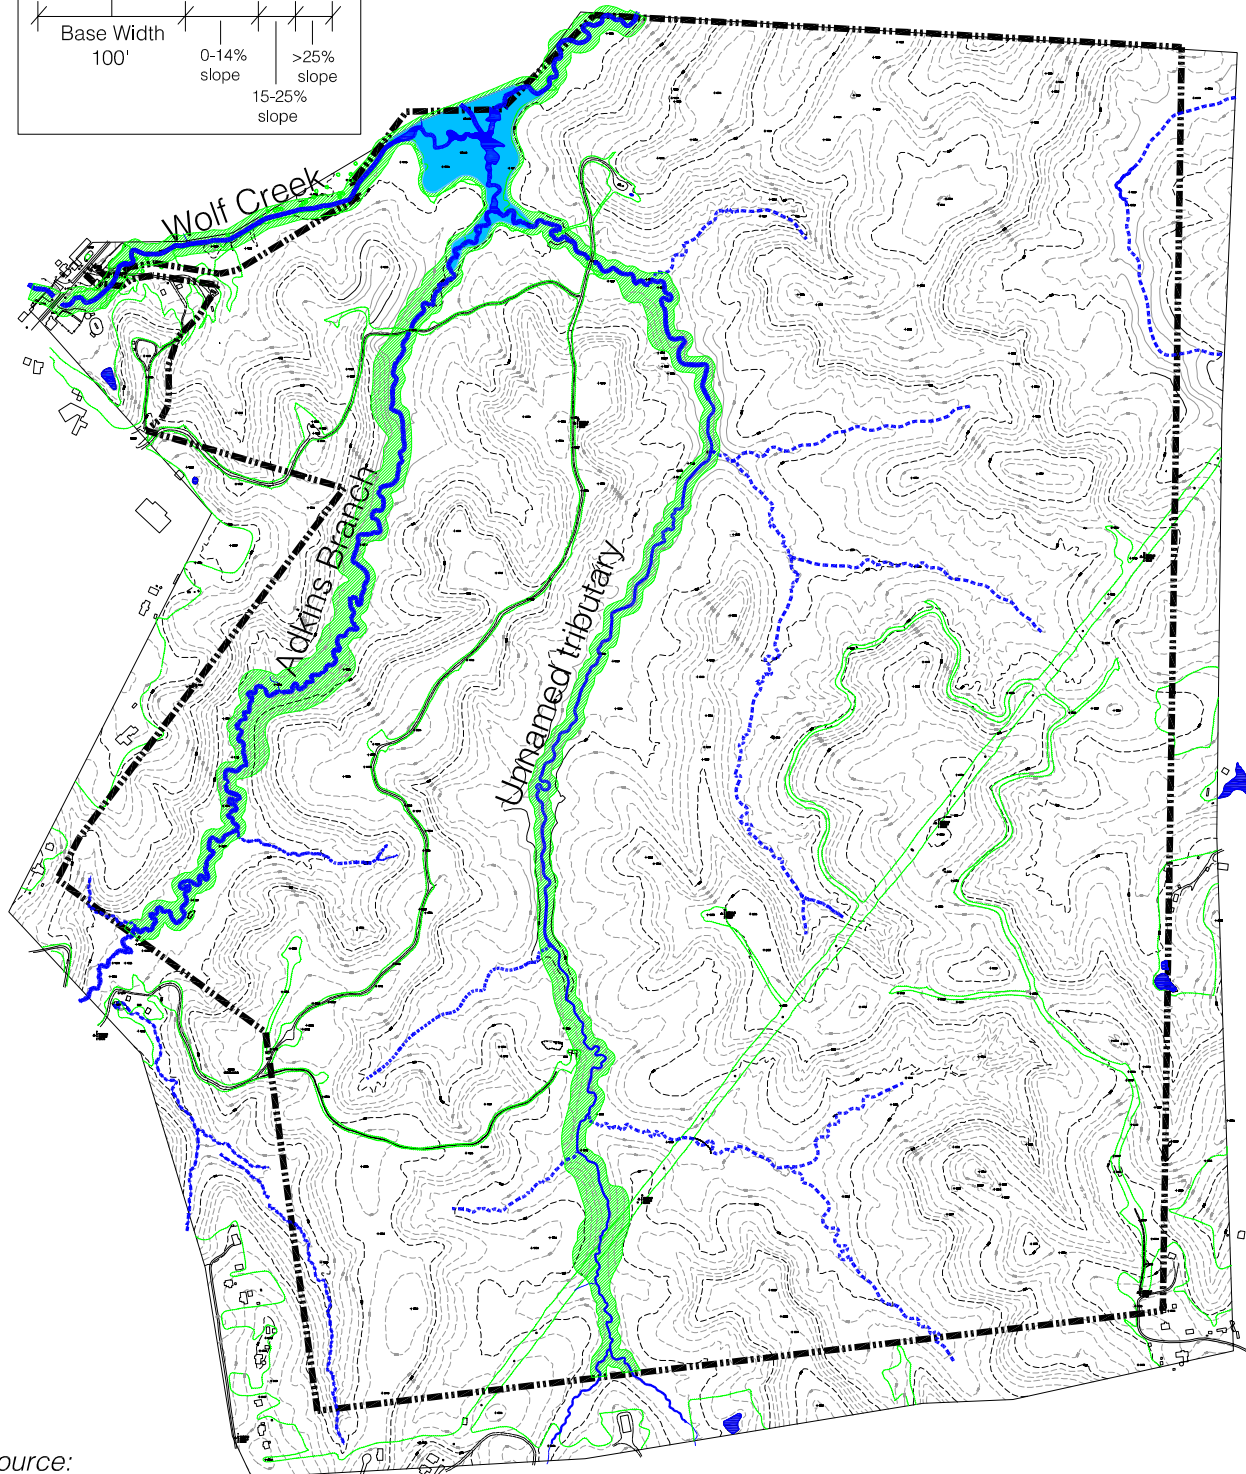 Base Width
100'
0-14%
slope
>25%
slope
15-25%
slope
Wolf Creek
Adkins Branch
Unnamed tributary
ource: